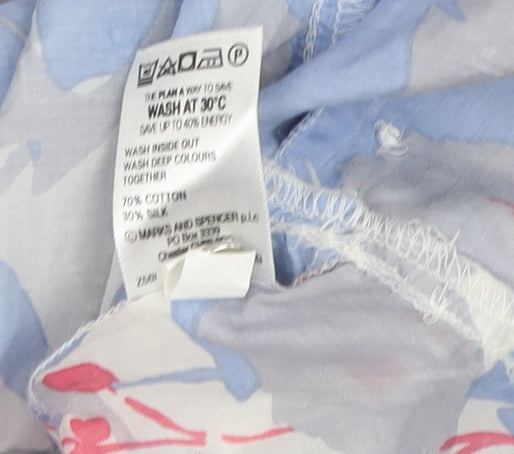 P
THE PLAN A WAY TO SAVE
WASH AT 30°C
SAVE UP TO 40% ENERGY
WASH INSIDE OUT
WASH DEEP COLOURS
TOGETHER
70% COTTON
30% SILK
© MARKS AND SPENCER p.l.c
PO Box 3339
Chester